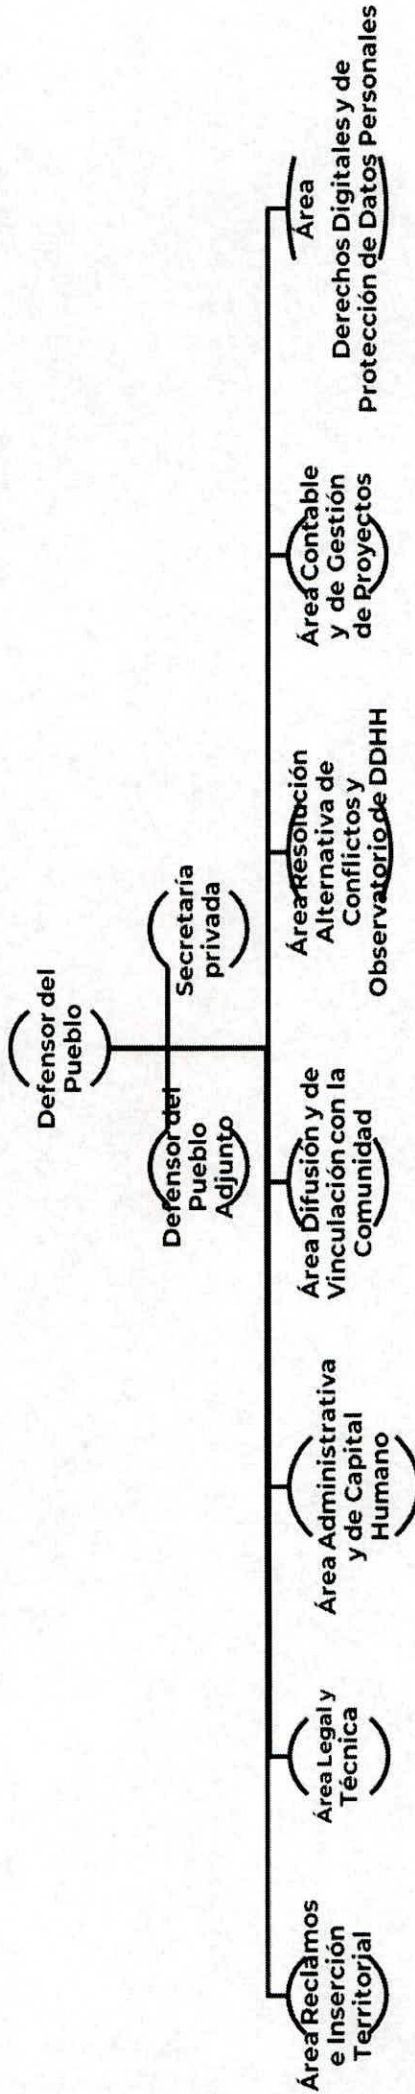 Defensor del
Pueblo
Defensor del
Pueblo
Adjunto
Secretaría
privada
Área Reclamos
e Inserción
Territorial
Área Legal y
Técnica
Área Administrativa
y de Capital
Humano
Área Difusión y de
Vinculación con la
Comunidad
Área Resolución
Alternativa de
Conflictos y
Observatorio de DDHH
Área Contable
y de Gestión
de Proyectos
Área
Derechos Digitales y de
Protección de Datos Personales